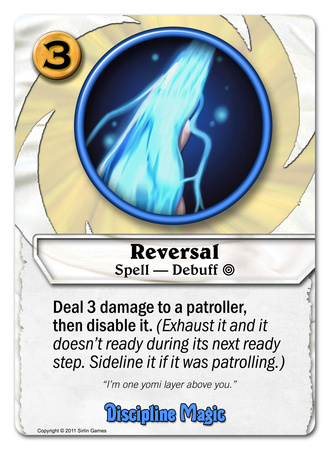 3
Reversal
Spell — Debuff ◎
Deal 3 damage to a patroller,
then disable it. (Exhaust it and it
doesn't ready during its next ready
step. Sideline it if it was patrolling.)
"I'm one yomi layer above you."
Discipline Magic
Copyright © 2011 Sirlin Games